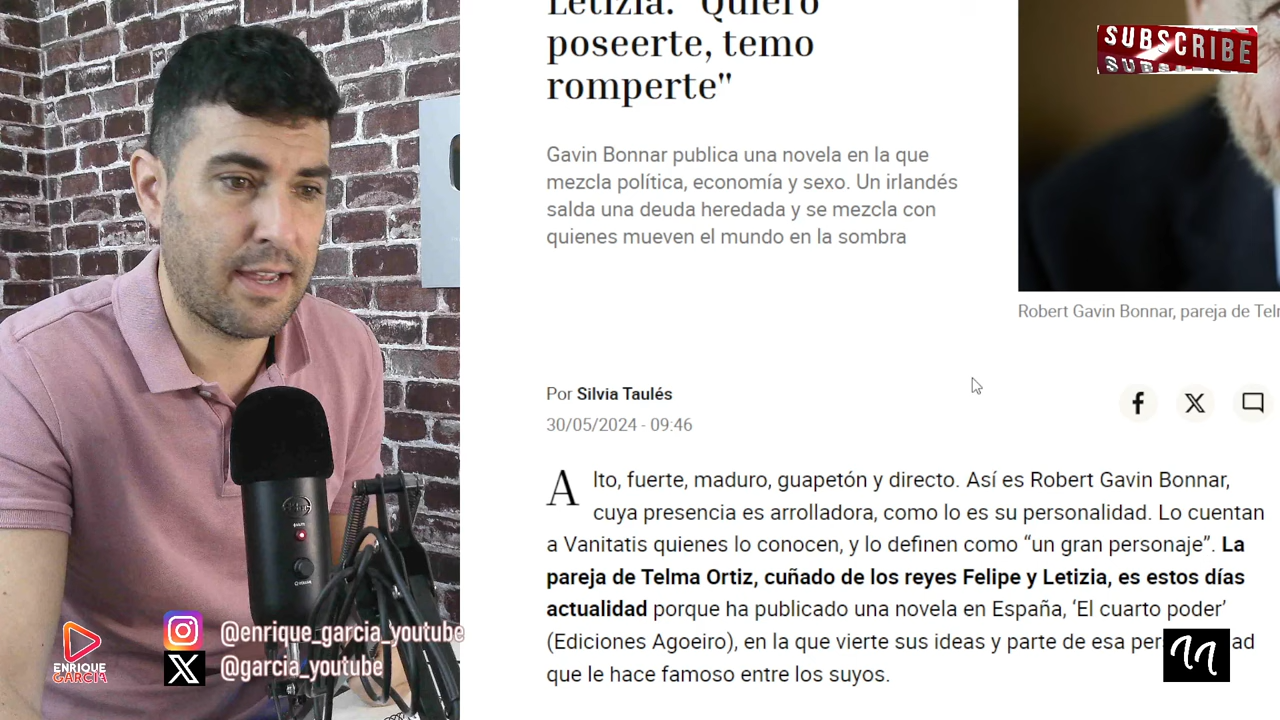 Letizia: "Quiero
poseerte, temo
romperte"
SUBSCRIBE
Gavin Bonnar publica una novela en la que
mezcla política, economía y sexo. Un irlandés
salda una deuda heredada y se mezcla con
quienes mueven el mundo en la sombra
Robert Gavin Bonnar, pareja de Tel
Por Silvia Taulés
30/05/2024 - 09:46
Alto, fuerte, maduro, guapetón y directo. Así es Robert Gavin Bonnar,
cuya presencia es arrolladora, como lo es su personalidad. Lo cuentan
a Vanitatis quienes lo conocen, y lo definen como “un gran personaje”. La
pareja de Telma Ortiz, cuñado de los reyes Felipe y Letizia, es estos días
actualidad porque ha publicado una novela en España, ‘El cuarto poder’
(Ediciones Agoeiro), en la que vierte sus ideas y parte de esa per ad
que le hace famoso entre los suyos.
ENRIQUE
GARCIA
@enrique_garcia_youtube
@garcia_youtube